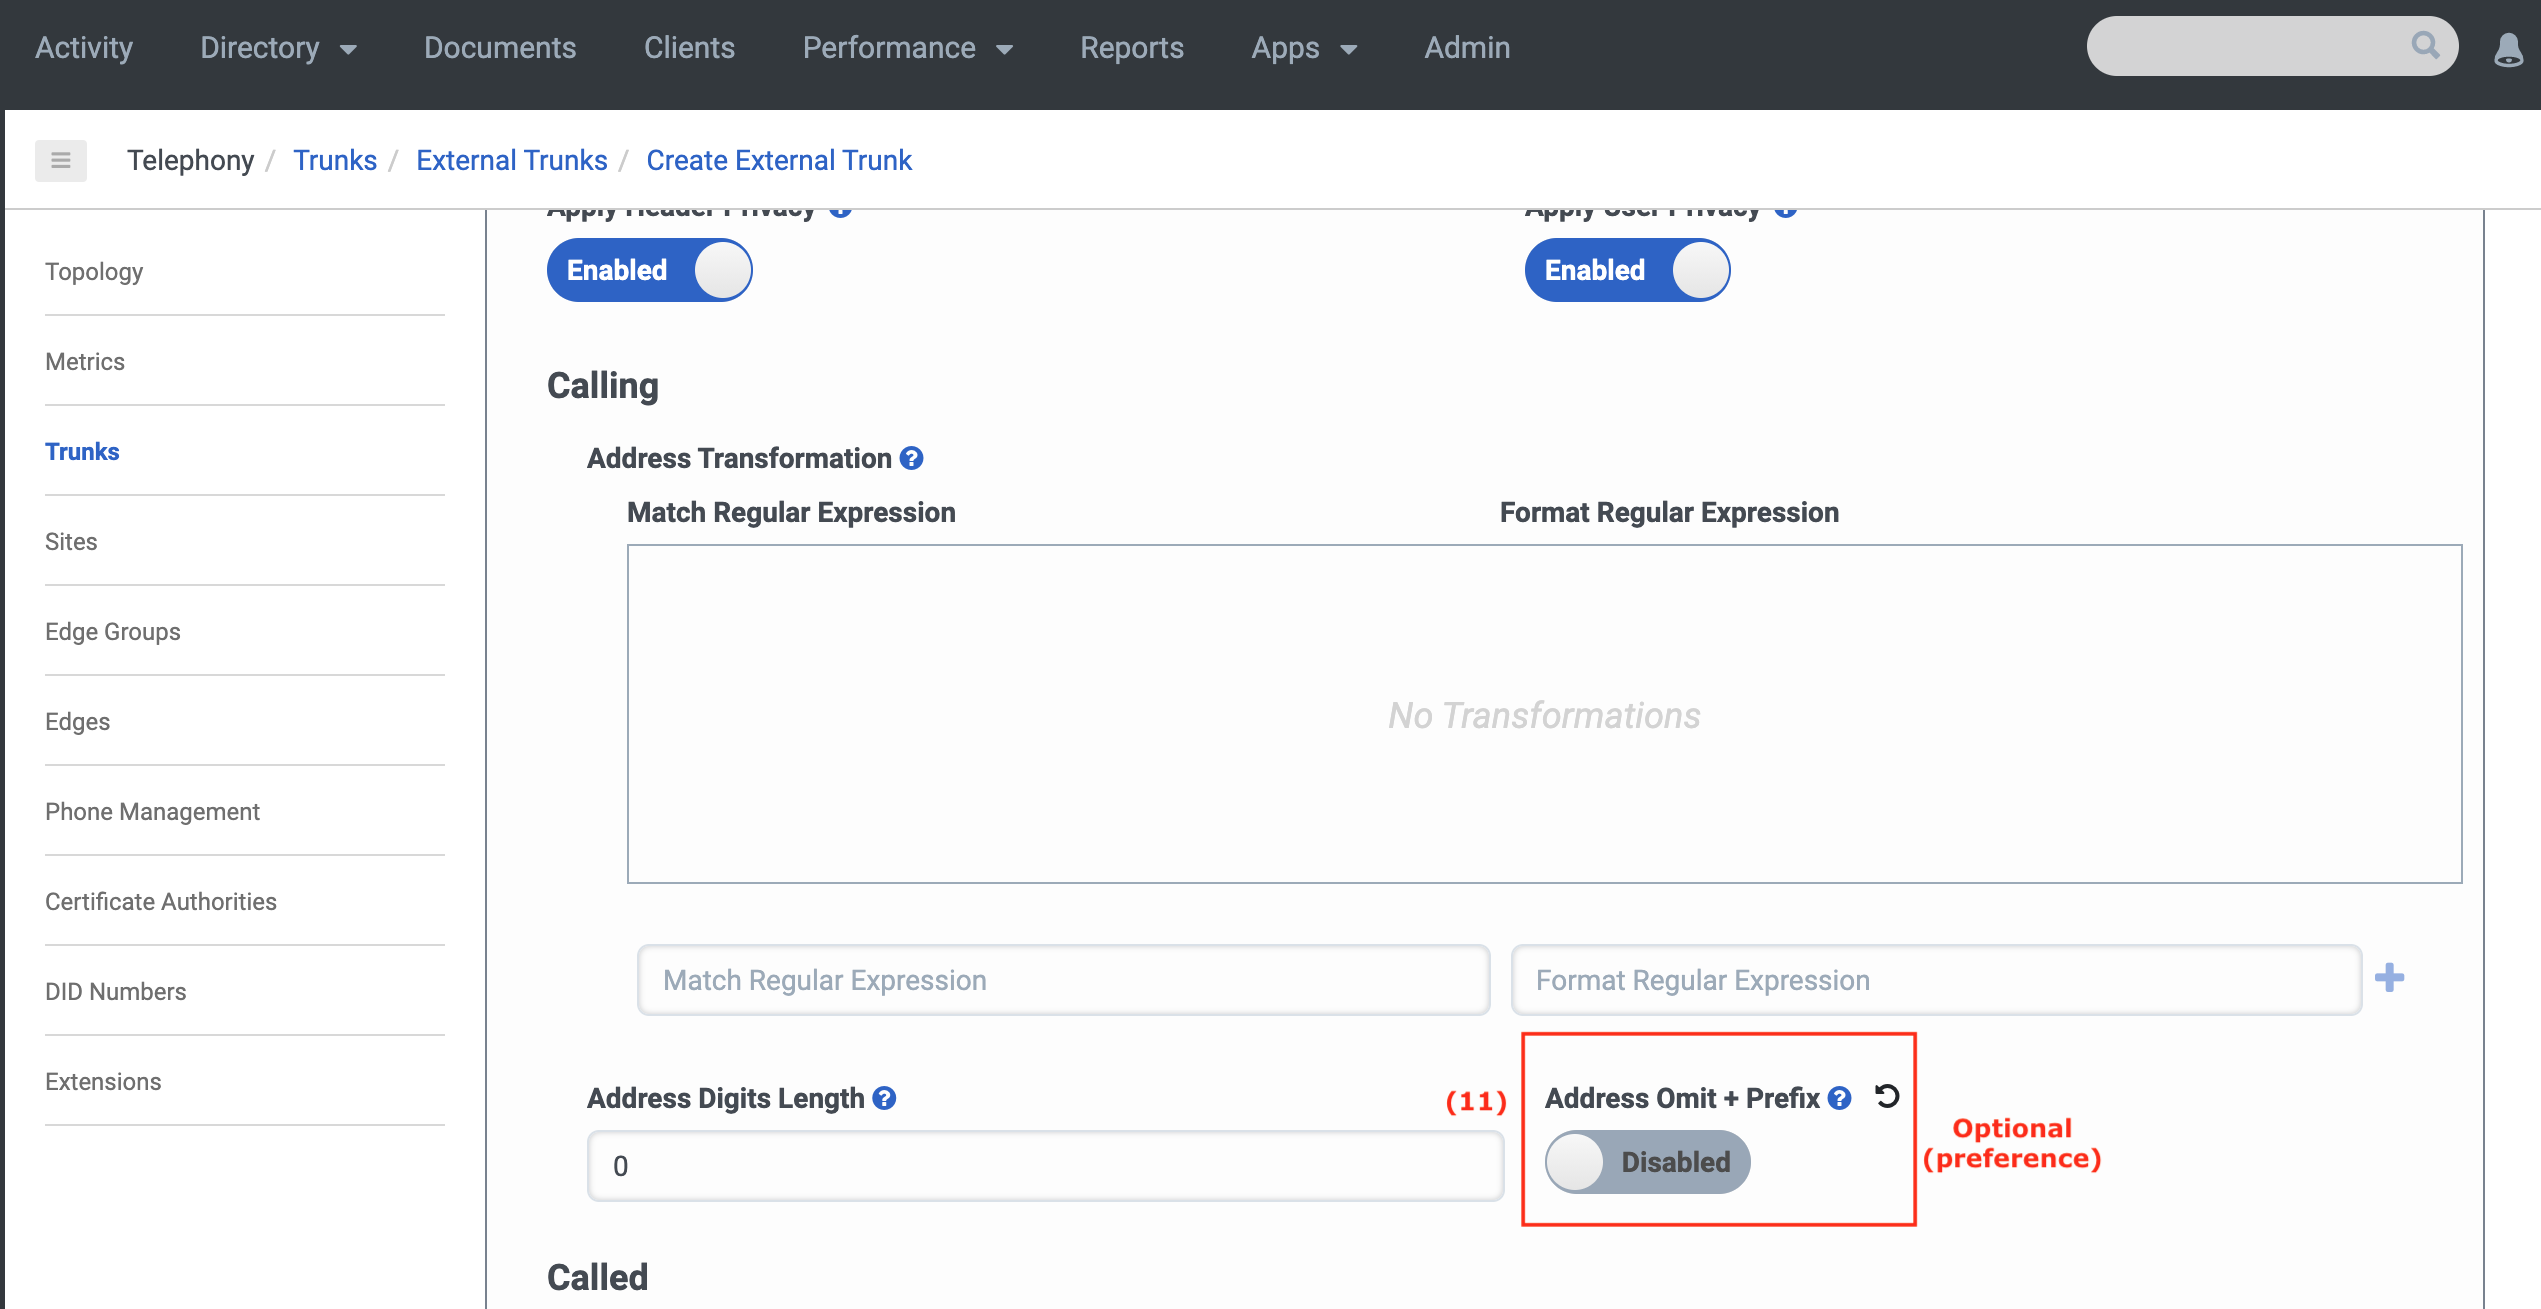 Activity Directory Documents Clients Performance Reports Apps Admin
Telephony / Trunks / External Trunks / Create External Trunk
Apply Header Privacy ?
Apply User Privacy ?
Enabled
Enabled
Topology
Metrics
Trunks
Sites
Edge Groups
Edges
Phone Management
Certificate Authorities
DID Numbers
Extensions
Calling
Address Transformation ?
Match Regular Expression
Format Regular Expression
No Transformations
Match Regular Expression
Format Regular Expression
Address Digits Length ?
0
(11)
Address Omit + Prefix ?
Disabled
Optional
(preference)
Called